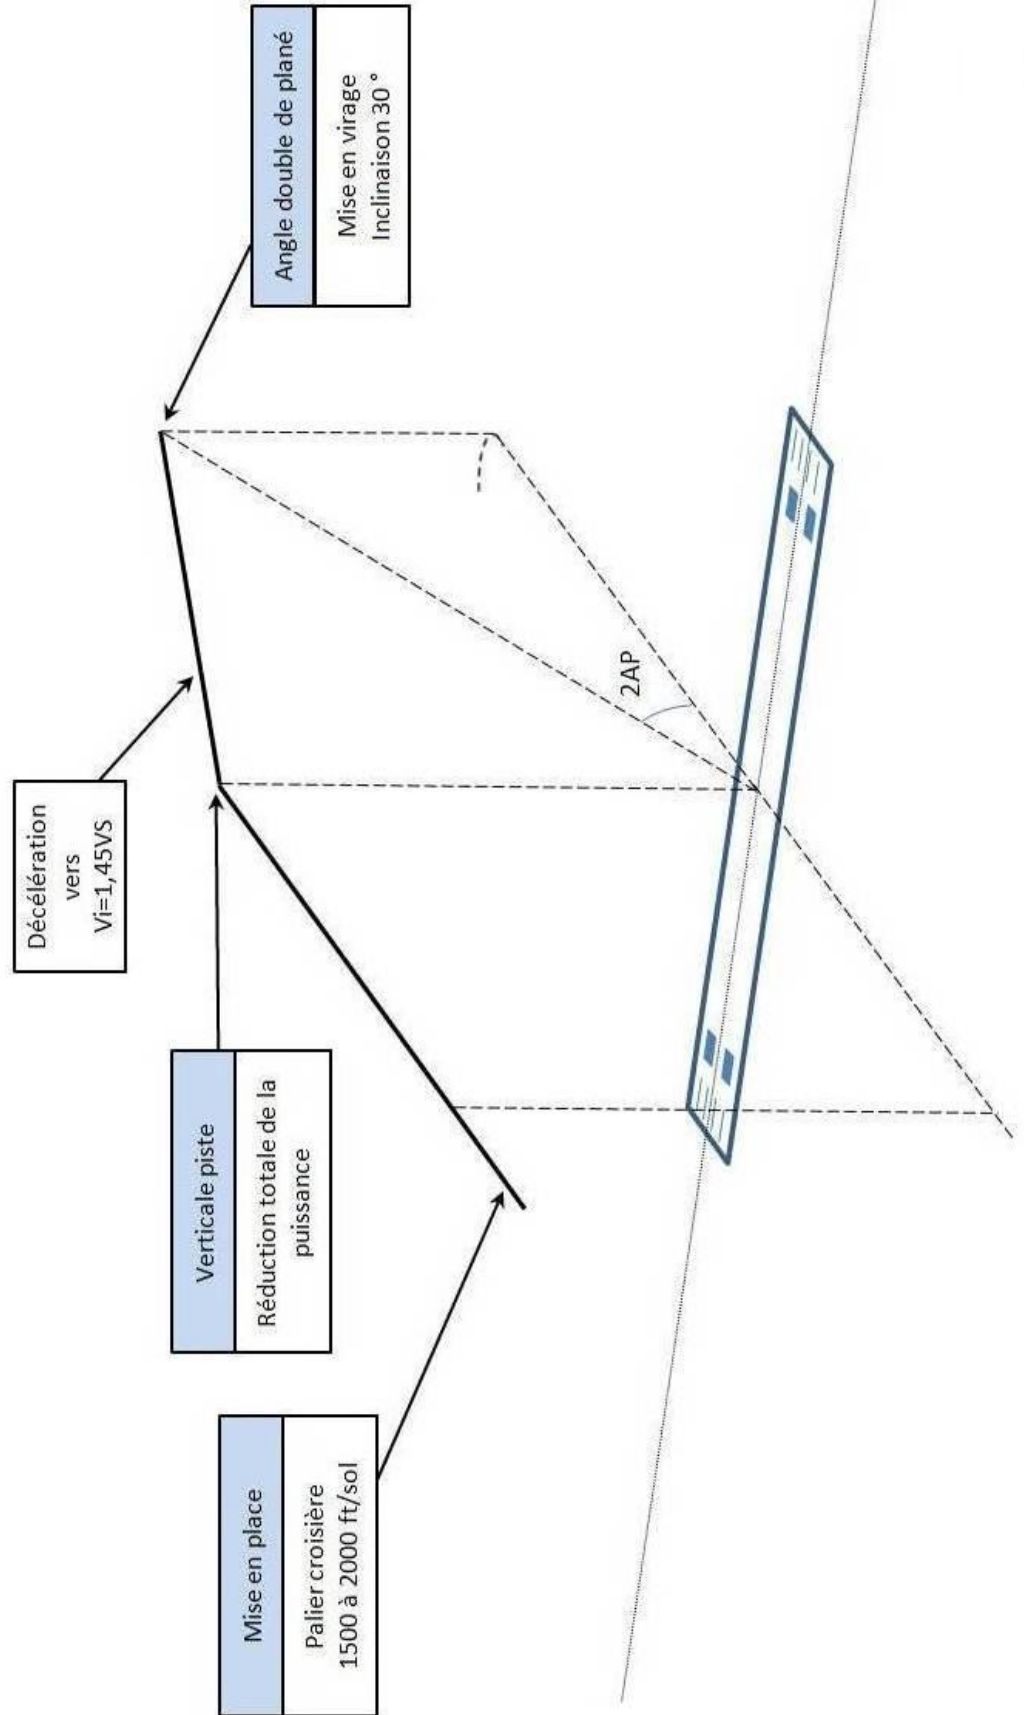 Mise en place
Palier croisière
1500 à 2000 ft/sol
Verticale piste
Réduction totale de la
puissance
Décélération
vers
Vi=1,45VS
Angle double de plané
Mise en virage
Inclinaison 30 °
2AP